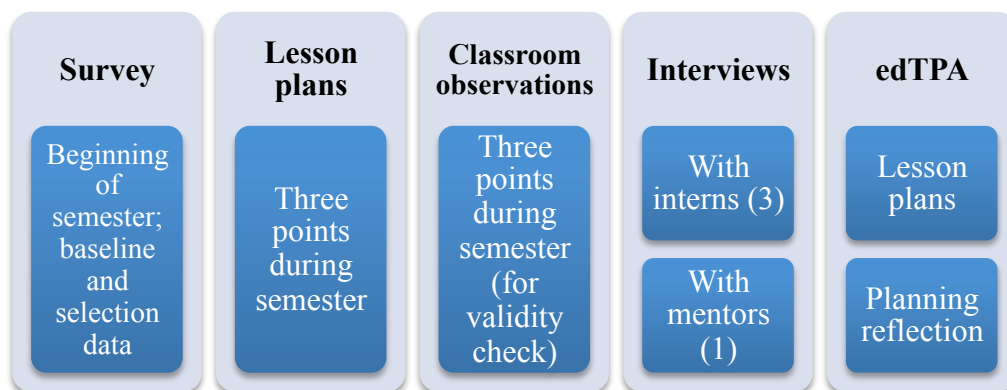 Survey
Beginning
of
semester;
baseline
and
selection
data
Lesson
plans
Three
points
during
semester
Classroom
observations
Three
points
during
semester
(for
validity
check)
Interviews
With
interns (3)
With
mentors
(1)
edTPA
Lesson
plans
Planning
reflection